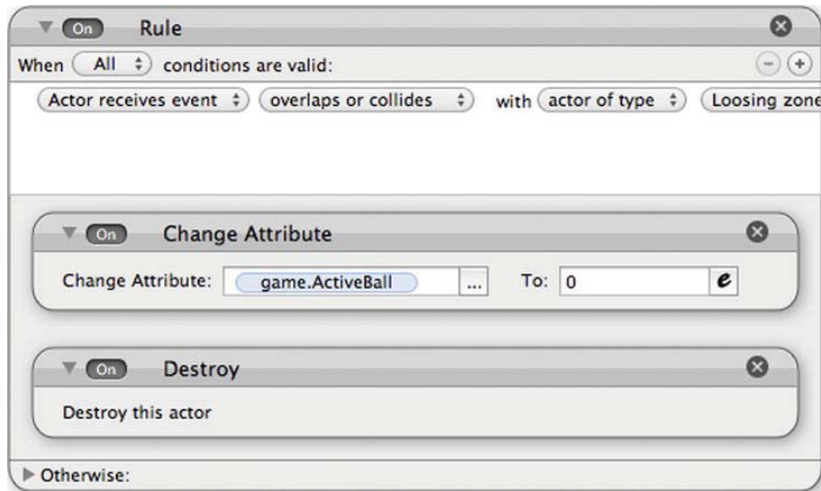 On Rule
When All conditions are valid:
Actor receives event overlaps or collides with actor of type Loosing zone
On Change Attribute
Change Attribute: game.ActiveBall ... To: 0 e
On Destroy
Destroy this actor
Otherwise: